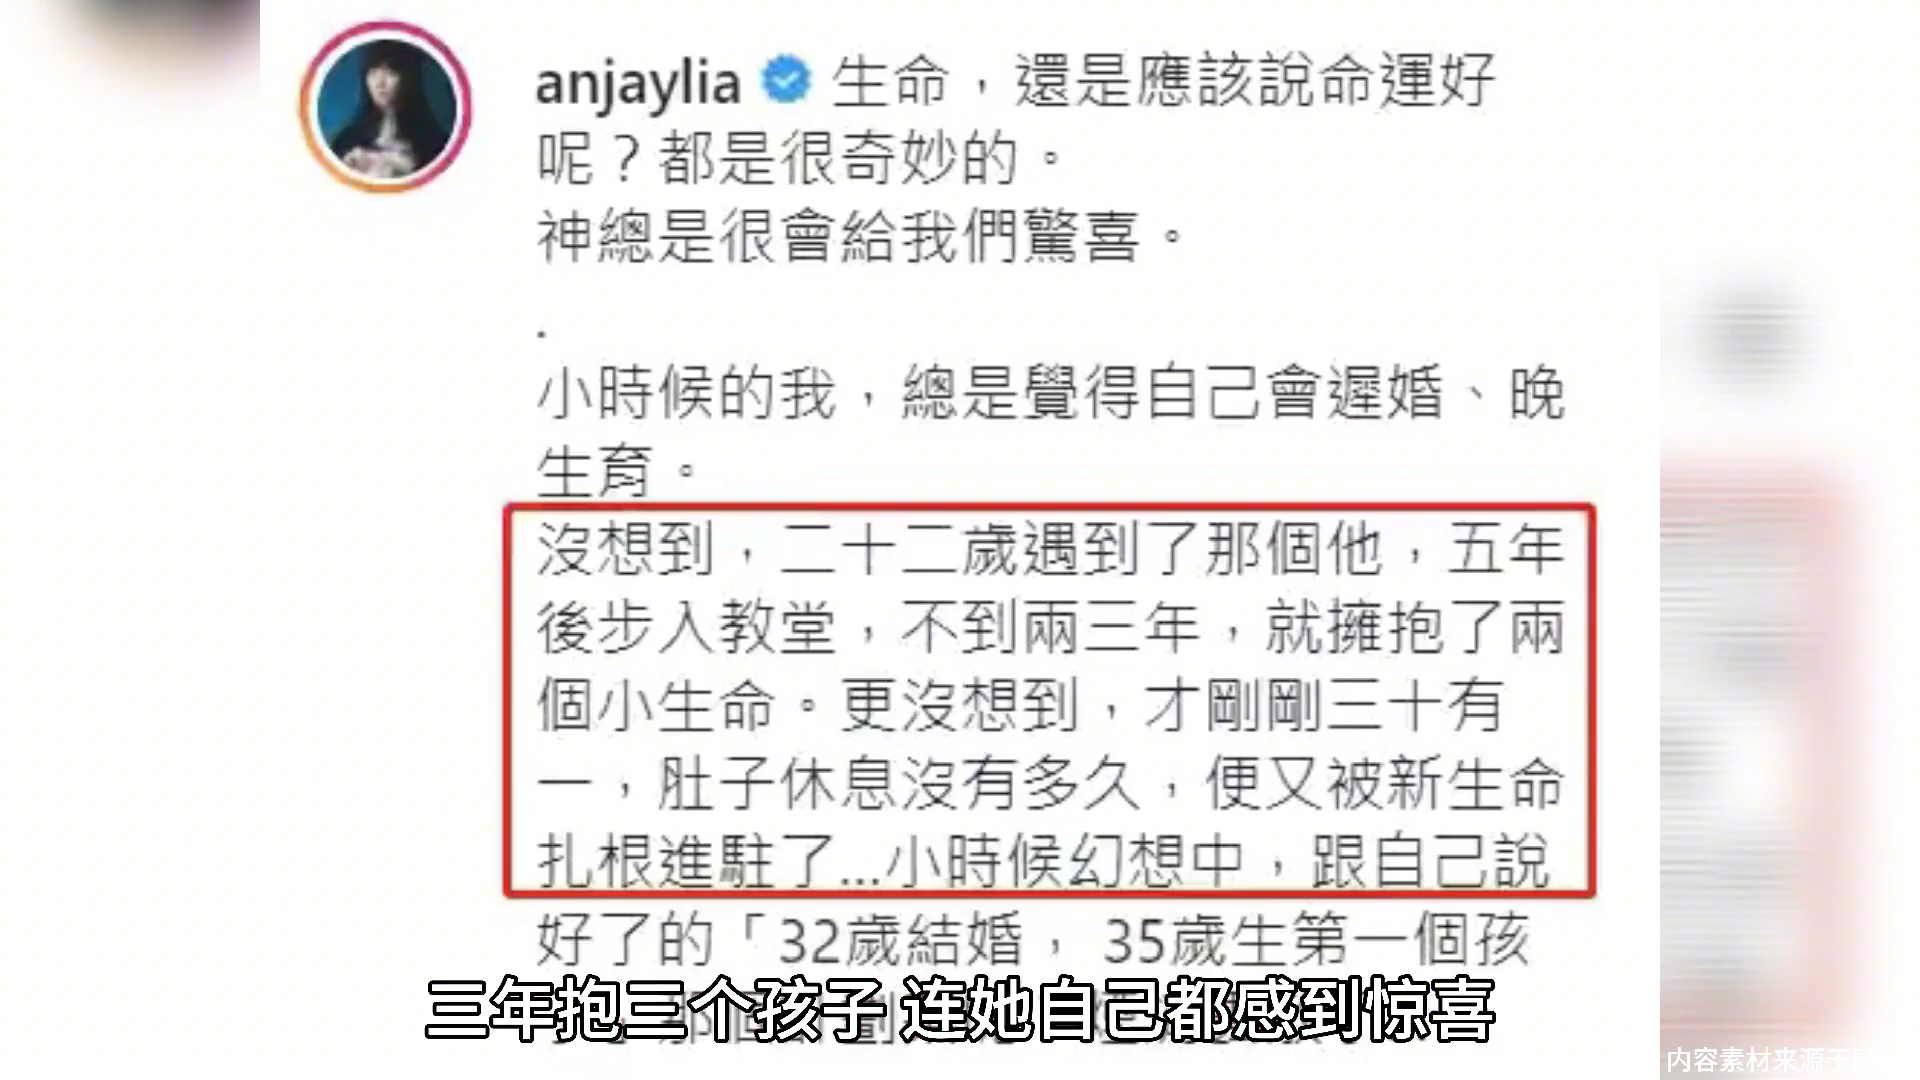 anjaylia 生命，還是應該說命運好
呢？都是很奇妙的。
神總是很會給我們驚喜。
.
小時候的我，總是覺得自己會遲婚、晚
生育。
沒想到，二十二歲遇到了那個他，五年
後步入教堂，不到兩三年，就擁抱了兩
個小生命。更沒想到，才剛剛三十有
一，肚子休息沒有多久，便又被新生命
扎根進駐了...小時候幻想中，跟自己說
好了的「32歲結婚， 35歲生第一個孩
三年抱三个孩子 连她自己都感到惊喜
内容素材来源于